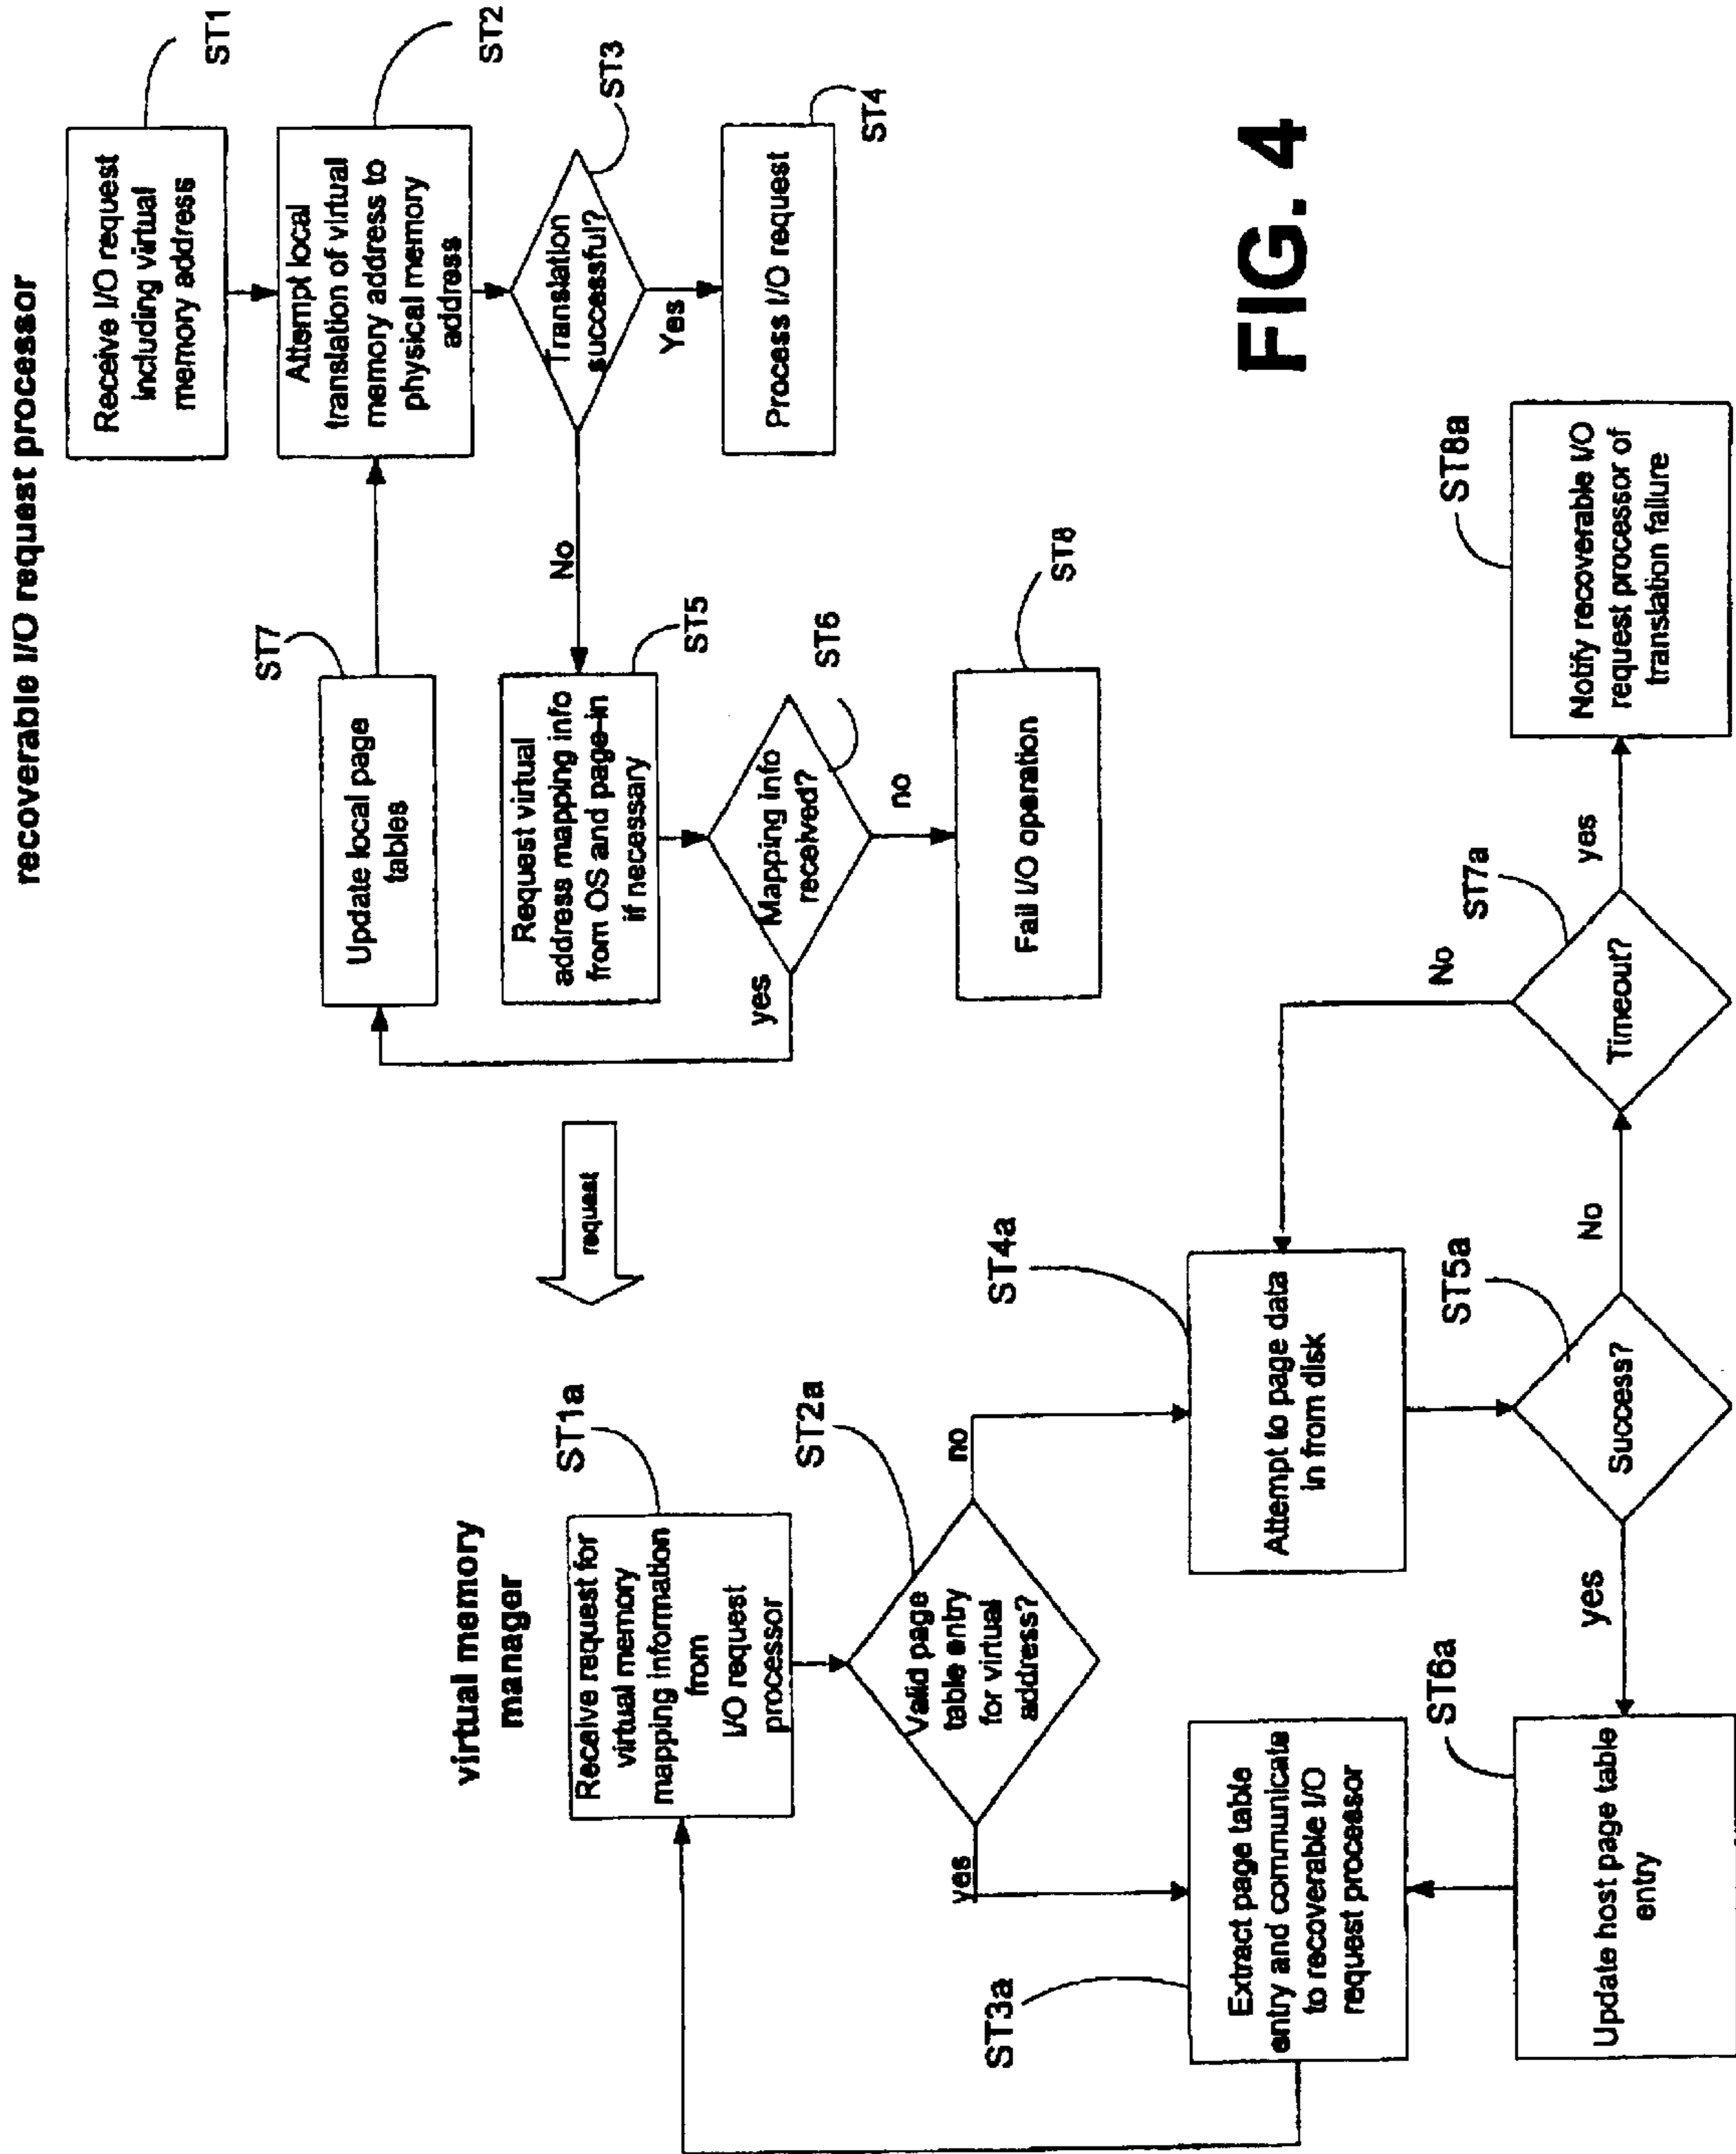 recoverable I/O request processor
Receive I/O request
including virtual
memory address
ST1
Attempt local
translation of virtual
memory address to
physical memory
address
ST2
Translation
successful?
ST3
Yes
Process I/O request
ST4
No
ST7
Update local page
tables
Request virtual
address mapping info
from OS and page-in
if necessary
ST5
Mapping info
received?
ST6
yes
no
Fail I/O operation
ST8
request
virtual memory
manager
Receive request for
virtual memory
mapping information
from
I/O request
processor
ST1a
Valid page
table entry
for virtual
address?
ST2a
yes
no
ST3a
Extract page table
entry and communicate
to recoverable I/O
request processor
ST4a
Attempt to page data
in from disk
ST5a
Success?
yes
No
ST6a
Update host page table
entry
ST7a
Timeout?
No
yes
ST8a
Notify recoverable I/O
request processor of
translation failure
FIG. 4